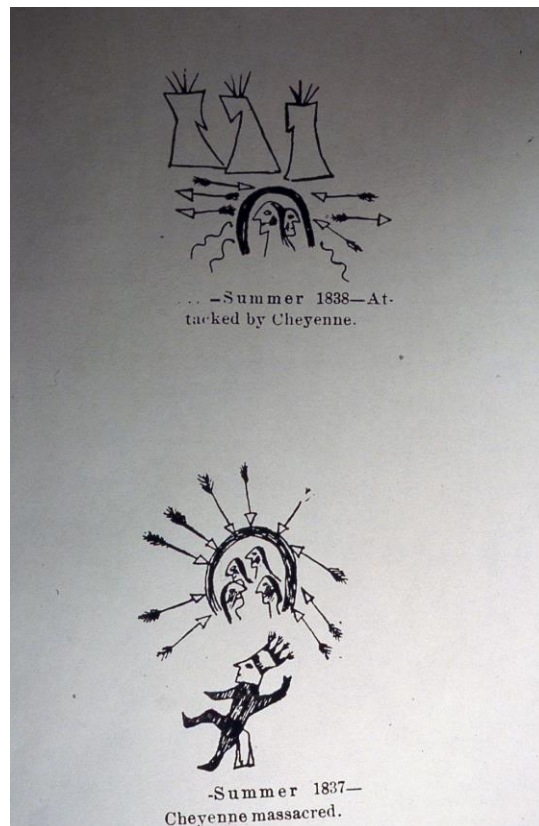 ... -Summer 1838—At-
tacked by Cheyenne.
-Summer 1837—
Cheyenne massacred.